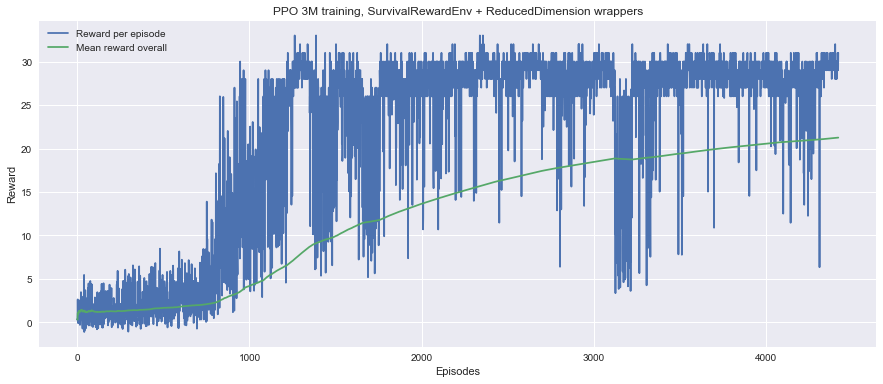 PPO 3M training, SurvivalRewardEnv + ReducedDimension wrappers
Reward per episode
Mean reward overall
30
25
20
15
10
5
0
Reward
0 1000 2000 3000 4000
Episodes